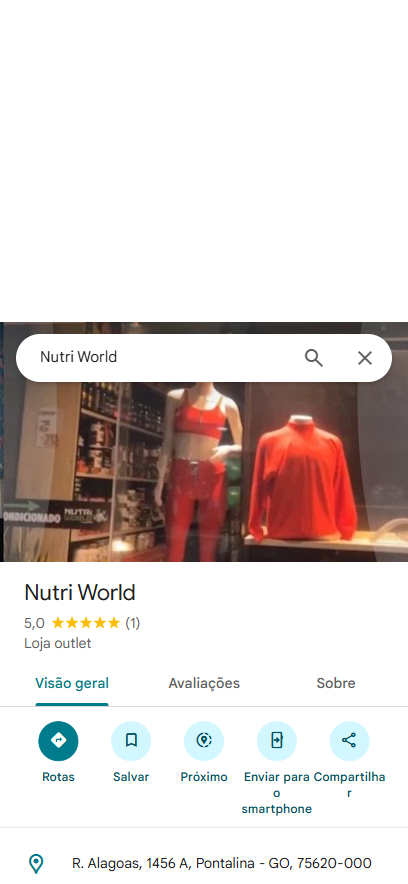 Nutri World
ONDICIONADO
NUTRI
Nutri World
5,0 (1)
Loja outlet
Visão geral
Avaliações
Sobre
Rotas
Salvar
Próximo
Enviar para
o
smartphone
Compartilha
r
R. Alagoas, 1456 A, Pontalina - GO, 75620-000